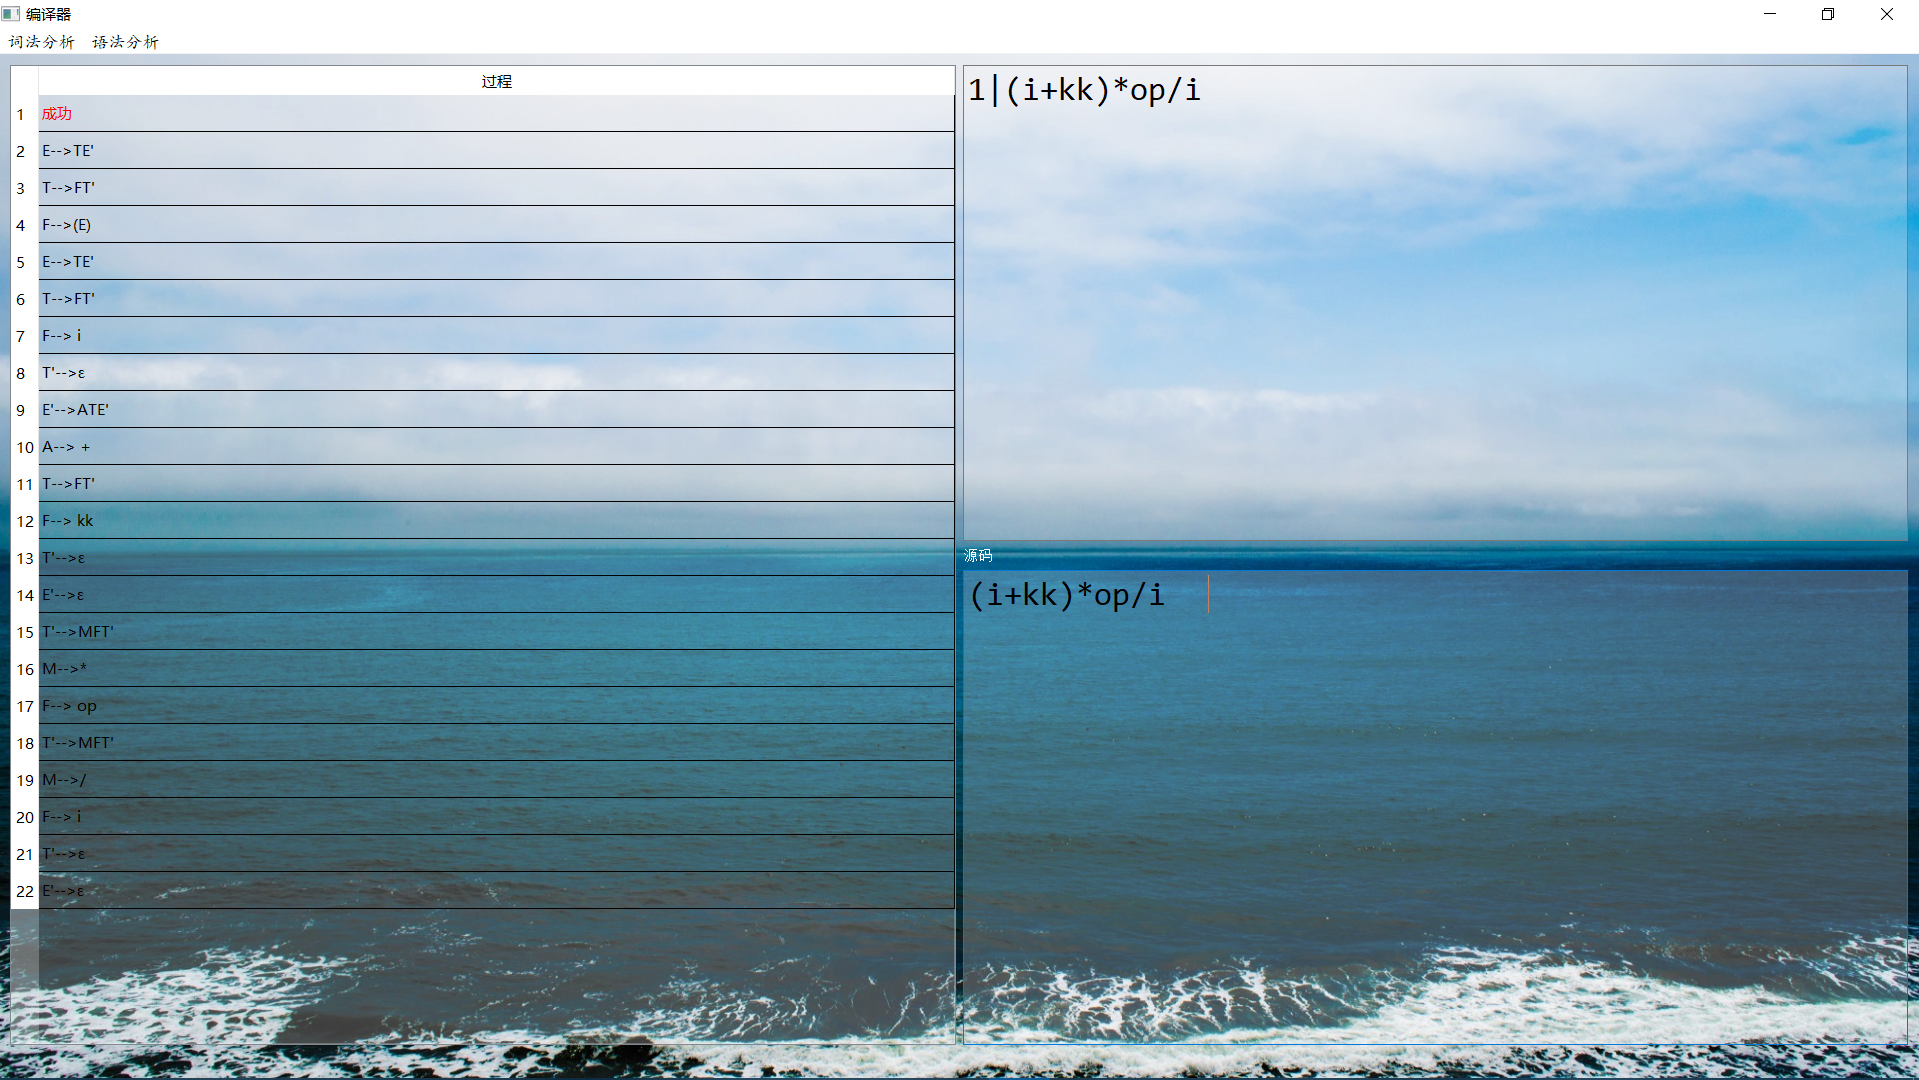 编译器
词法分析 语法分析
过程
1 成功
2 E-->TE'
3 T-->FT'
4 F-->(E)
5 E-->TE'
6 T-->FT'
7 F--> i
8 T'-->ε
9 E'-->ATE'
10 A--> +
11 T-->FT'
12 F--> kk
13 T'-->ε
14 E'-->ε
15 T'-->MFT'
16 M-->*
17 F--> op
18 T'-->MFT'
19 M-->/
20 F--> i
21 T'-->ε
22 E'-->ε
1|(i+kk)*op/i
源码
(i+kk)*op/i